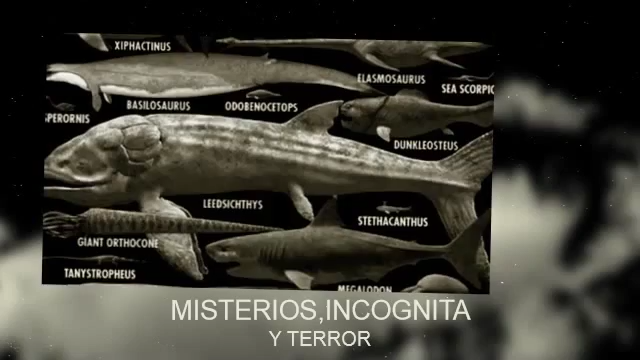 XIPHACTINUS
ELASMOSAURUS
SEA SCORPIO
BASILOSAURUS
ODOBENOCETOPS
SPERORNIS
DUNKLEOSTEUS
LEEDSICHTHYS
STETHACANTHUS
GIANT ORTHOCONE
TANYSTROPHEUS
MEGALODON
MISTERIOS,INCOGNITA
Y TERROR